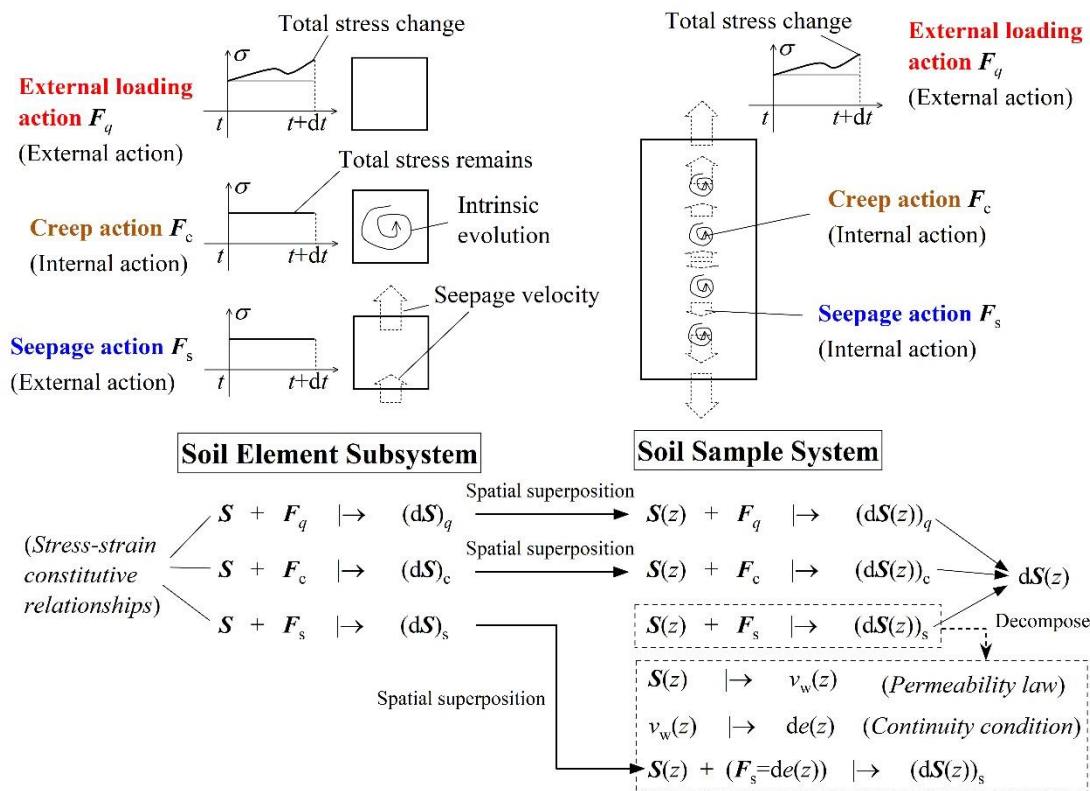 Total stress change
σ
External loading
action F_q
(External action)
t
t+dt
Total stress remains
σ
Creep action F_c
(Internal action)
t
t+dt
Intrinsic
evolution
σ
Seepage velocity
Seepage action F_s
(External action)
t
t+dt
Total stress change
σ
External loading
action F_q
(External action)
t
t+dt
Creep action F_c
(Internal action)
Seepage action F_s
(Internal action)
Soil Element Subsystem
Soil Sample System
(Stress-strain
constitutive
relationships)
S + F_q |→ (dS)_q
Spatial superposition
S(z) + F_q |→ (dS(z))_q
S + F_c |→ (dS)_c
Spatial superposition
S(z) + F_c |→ (dS(z))_c
dS(z)
S + F_s |→ (dS)_s
S(z) + F_s |→ (dS(z))_s
Decompose
Spatial superposition
S(z) |→ v_w(z) (Permeability law)
v_w(z) |→ de(z) (Continuity condition)
S(z) + (F_s=de(z)) |→ (dS(z))_s